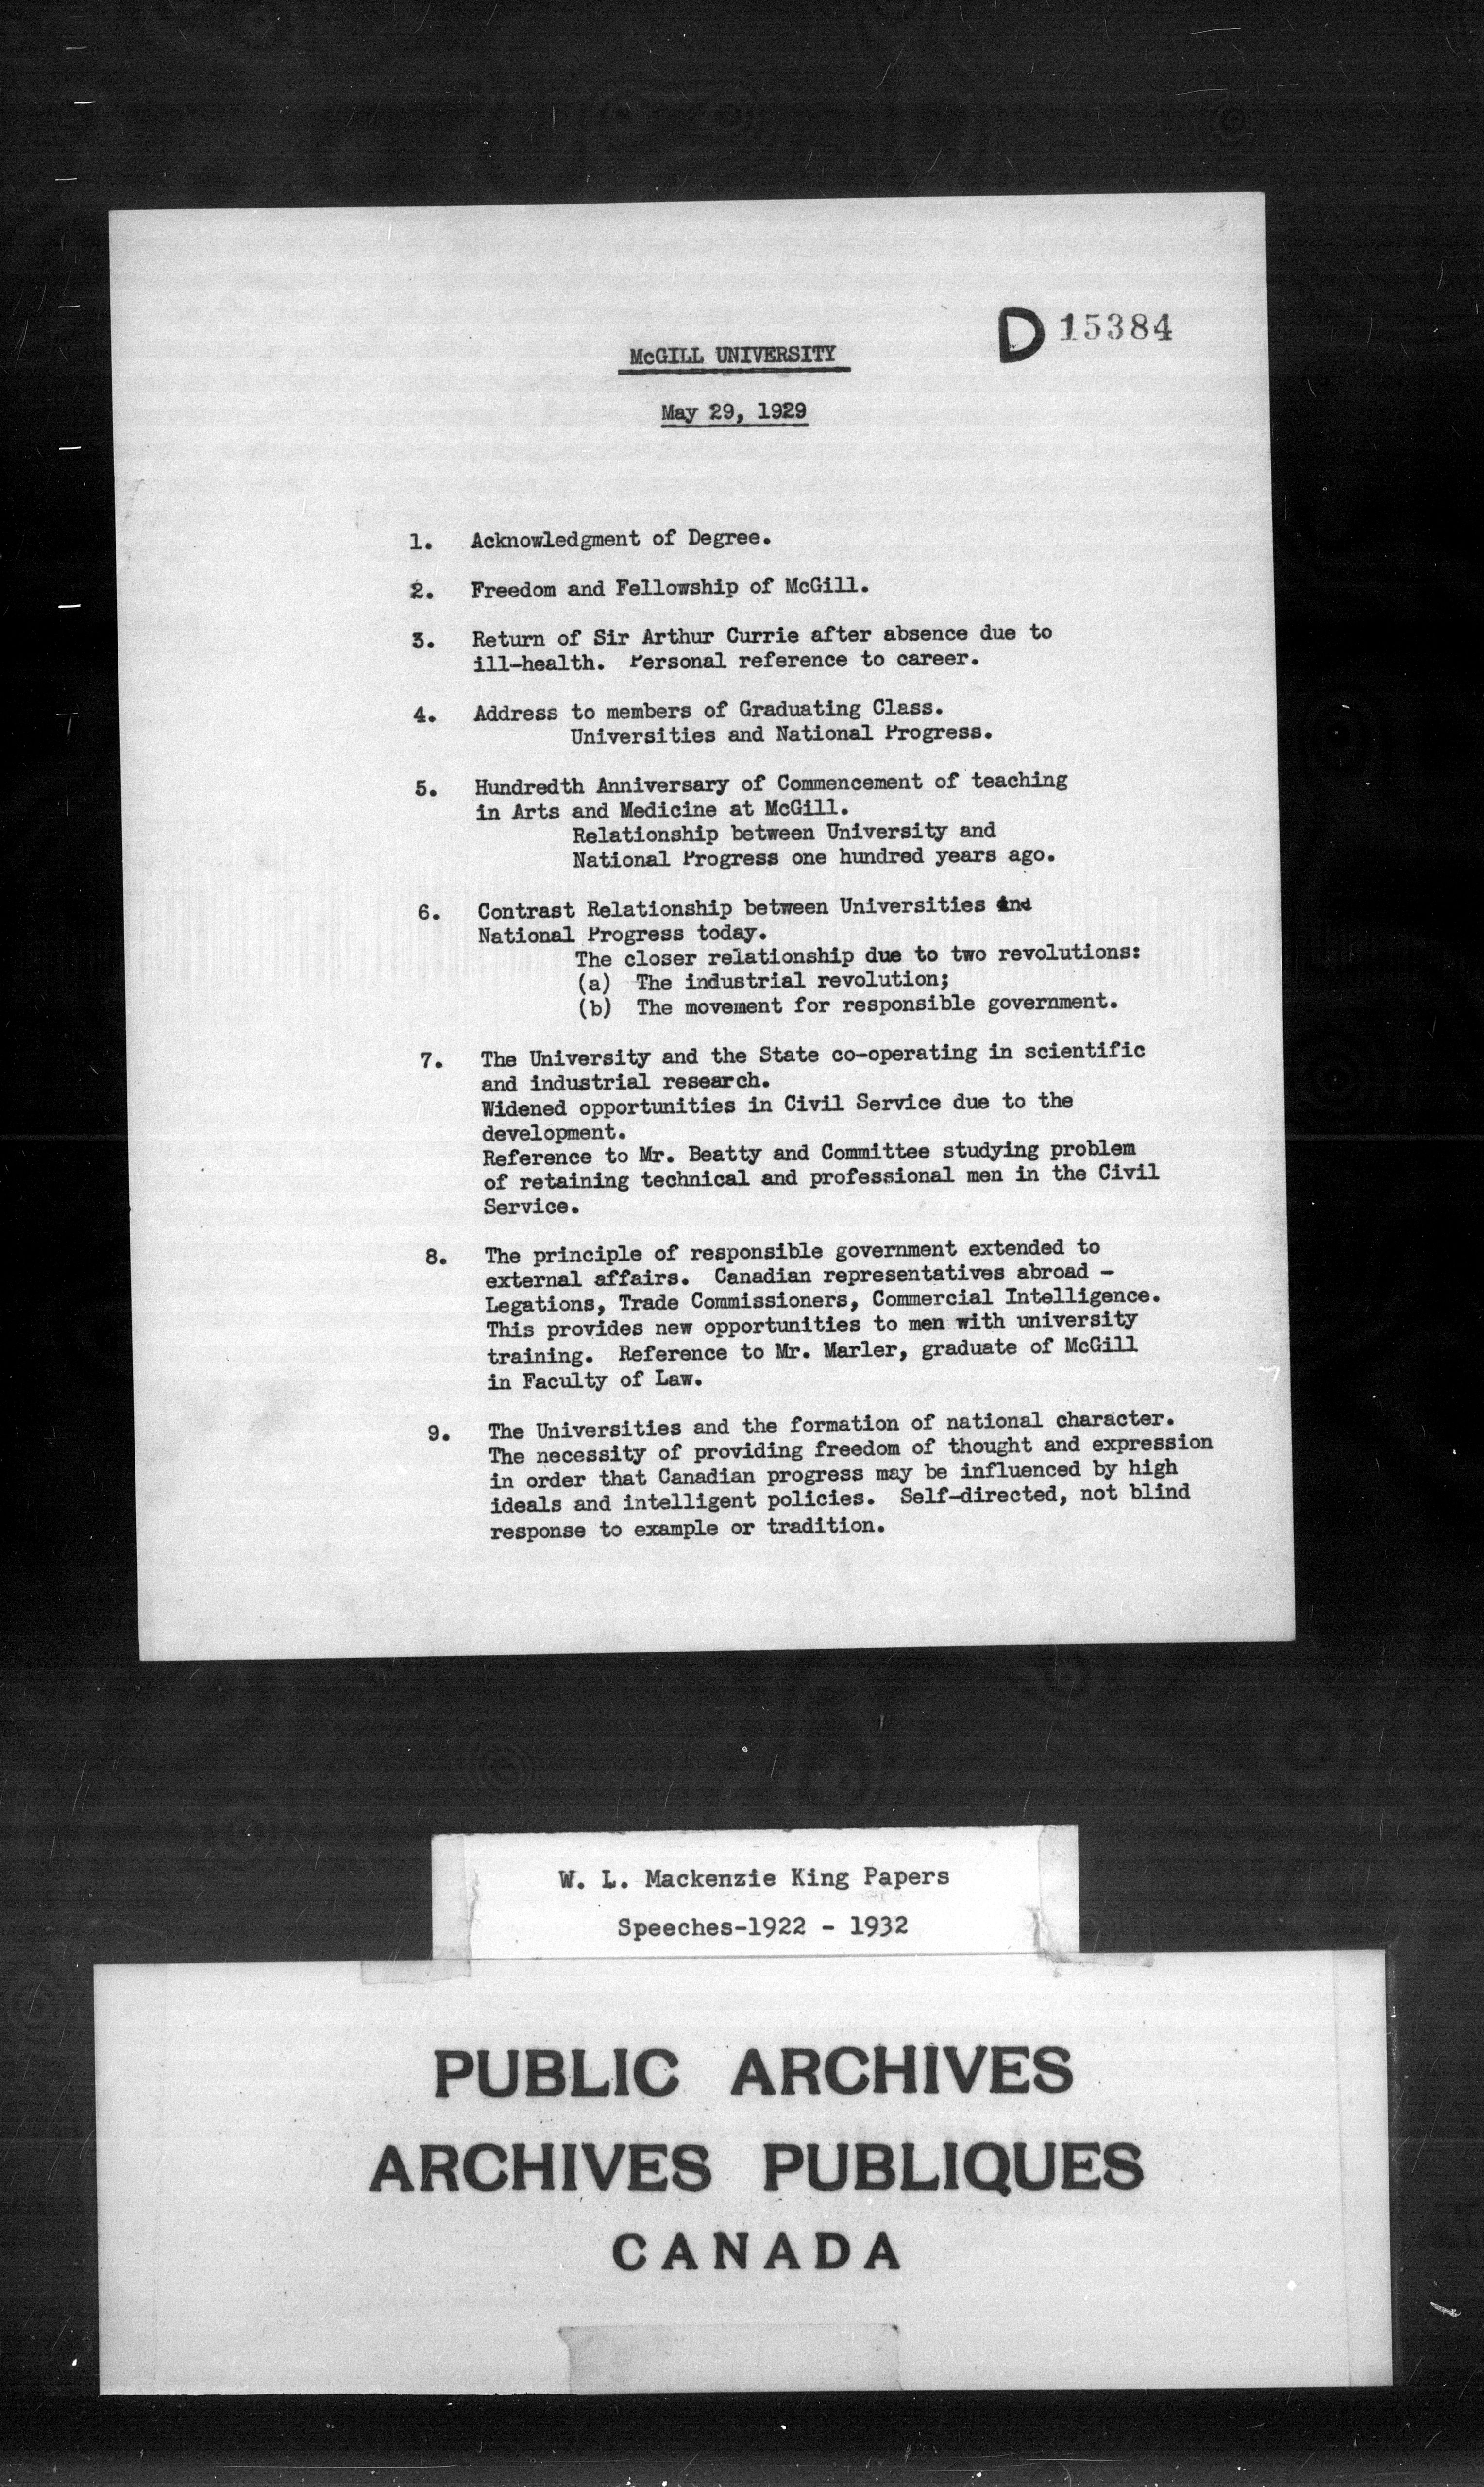 D 15384
McGILL UNIVERSITY
May 29, 1929
1. Acknowledgment of Degree.
2. Freedom and Fellowship of McGill.
3. Return of Sir Arthur Currie after absence due to
ill-health. Personal reference to career.
4. Address to members of Graduating Class.
Universities and National Progress.
5. Hundredth Anniversary of Commencement of teaching
in Arts and Medicine at McGill.
Relationship between University and
National Progress one hundred years ago.
6. Contrast Relationship between Universities and
National Progress today.
The closer relationship due to two revolutions:
(a) The industrial revolution;
(b) The movement for responsible government.
7. The University and the State co-operating in scientific
and industrial research.
Widened opportunities in Civil Service due to the
development.
Reference to Mr. Beatty and Committee studying problem
of retaining technical and professional men in the Civil
Service.
8. The principle of responsible government extended to
external affairs. Canadian representatives abroad -
Legations, Trade Commissioners, Commercial Intelligence.
This provides new opportunities to men with university
training. Reference to Mr. Marler, graduate of McGill
in Faculty of Law.
9. The Universities and the formation of national character.
The necessity of providing freedom of thought and expression
in order that Canadian progress may be influenced by high
ideals and intelligent policies. Self-directed, not blind
response to example or tradition.
W. L. Mackenzie King Papers
Speeches-1922 - 1932
PUBLIC ARCHIVES
ARCHIVES PUBLIQUES
CANADA